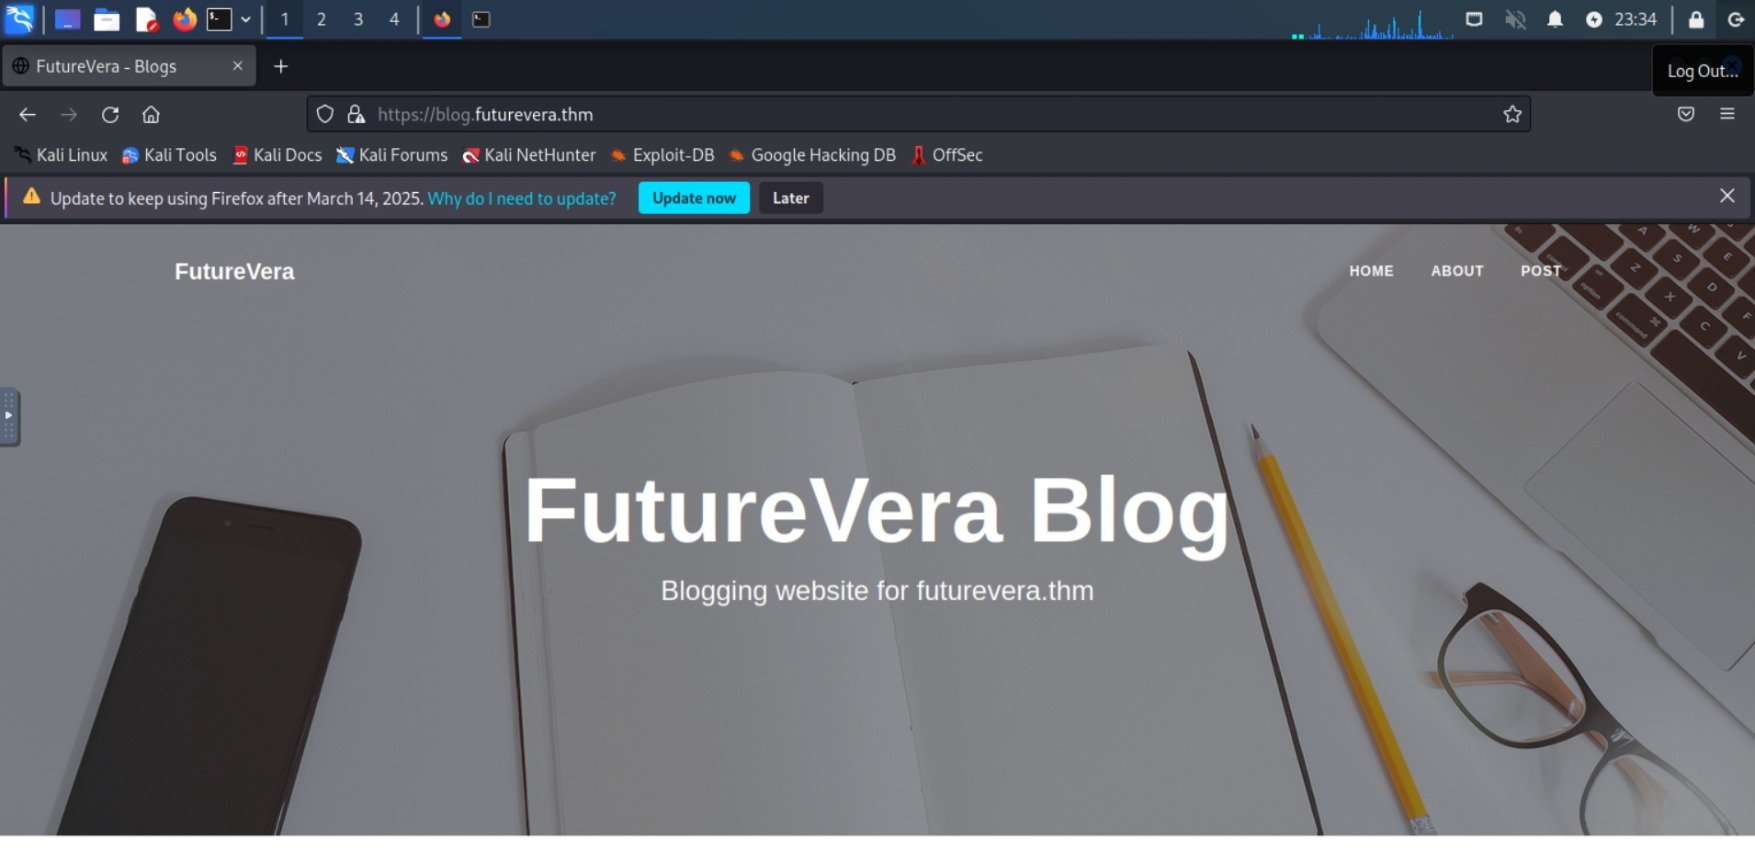 1 2 3 4 23:34
FutureVera - Blogs
Log Out...
https://blog.futurevera.thm
Kali Linux Kali Tools Kali Docs Kali Forums Kali NetHunter Exploit-DB Google Hacking DB OffSec
Update to keep using Firefox after March 14, 2025. Why do I need to update? Update now Later
FutureVera HOME ABOUT POST
FutureVera Blog
Blogging website for futurevera.thm